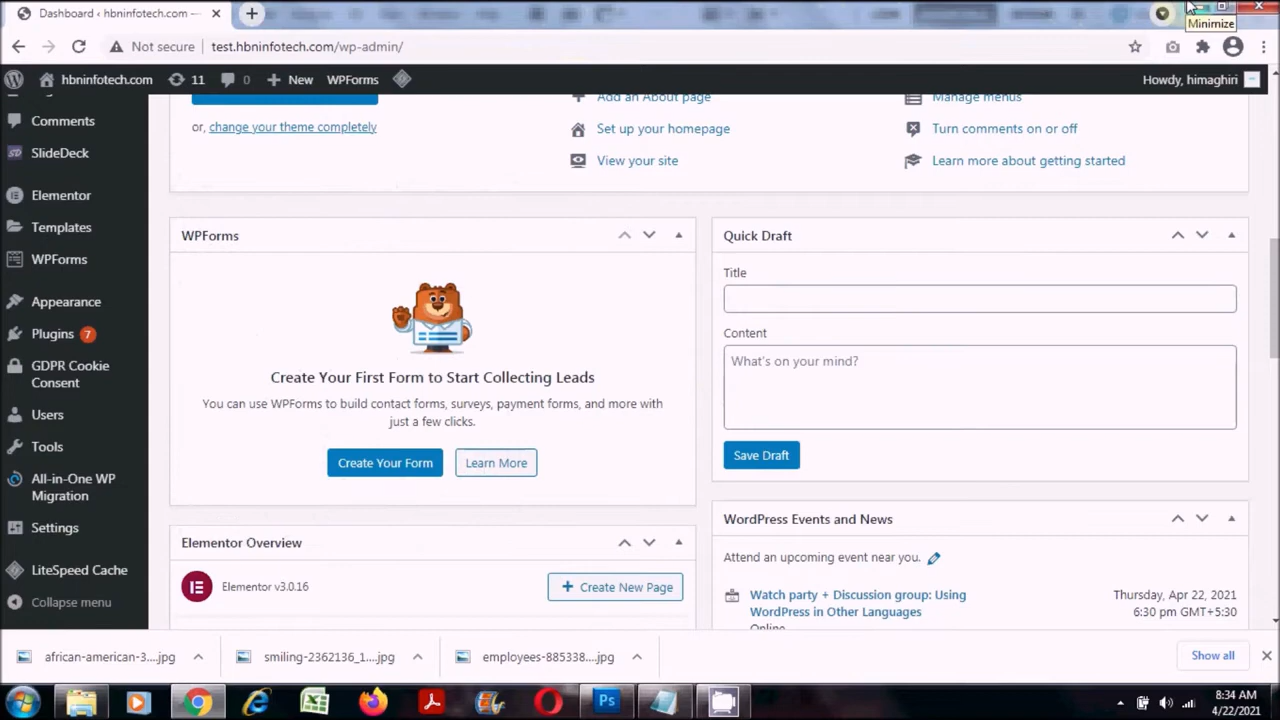 Dashboard ‹ hbninfotech.com —
Minimize
Not secure
test.hbninfotech.com/wp-admin/
hbninfotech.com
11
0
New
WPForms
Howdy, himaghiri
Comments
SlideDeck
Elementor
Templates
WPForms
Appearance
Plugins 7
GDPR Cookie
Consent
Users
Tools
All-in-One WP
Migration
Settings
LiteSpeed Cache
Collapse menu
or, change your theme completely
Add an About page
Set up your homepage
View your site
Manage menus
Turn comments on or off
Learn more about getting started
WPForms
Create Your First Form to Start Collecting Leads
You can use WPForms to build contact forms, surveys, payment forms, and more with
just a few clicks.
Create Your Form
Learn More
Elementor Overview
Elementor v3.0.16
+ Create New Page
Quick Draft
Title
Content
What's on your mind?
Save Draft
WordPress Events and News
Attend an upcoming event near you.
Watch party + Discussion group: Using
WordPress in Other Languages
Online
Thursday, Apr 22, 2021
6:30 pm GMT+5:30
african-american-3....jpg
smiling-2362136_1....jpg
employees-885338....jpg
Show all
Ps
8:34 AM
4/22/2021